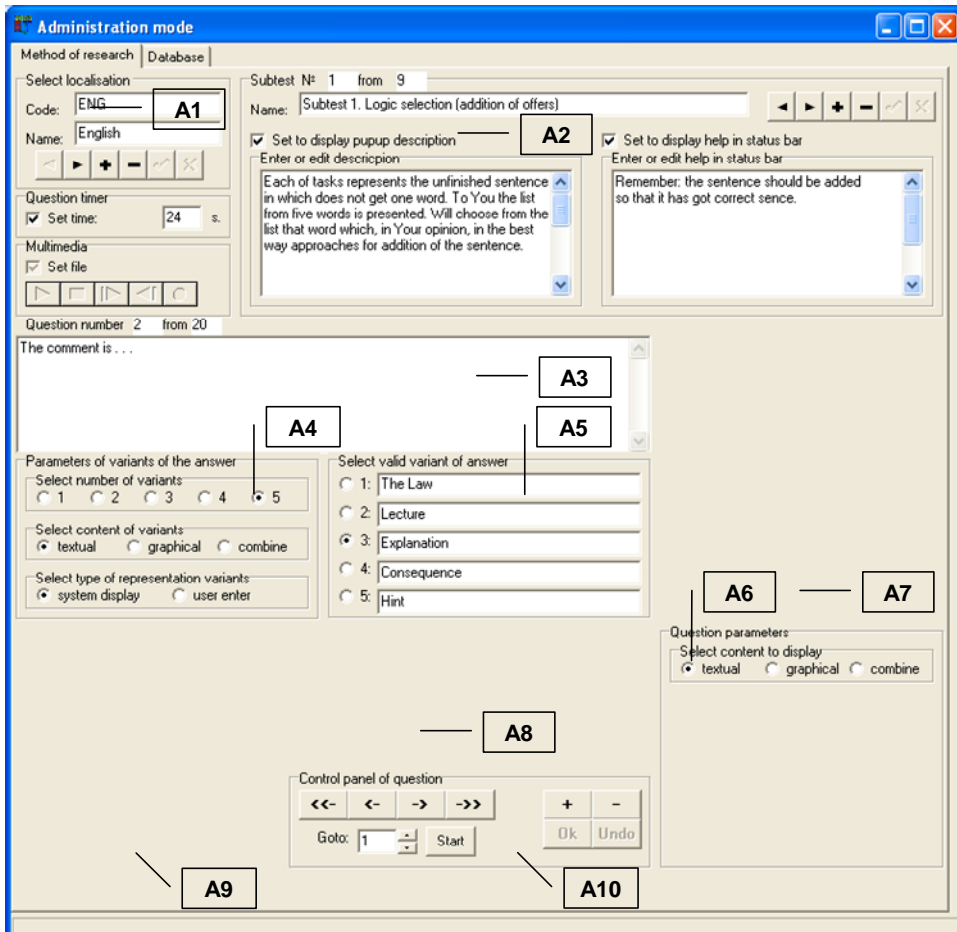 Administration mode
Method of research Database
Select localisation
Code: ENG
A1
Name: English
Question timer
Set time: 24 s.
Multimedia
Set file
Subtest № 1 from 9
Name: Subtest 1. Logic selection (addition of offers)
A2
Set to display pupup description
Enter or edit descricpion
Each of tasks represents the unfinished sentence
in which does not get one word. To You the list
from five words is presented. Will choose from the
list that word which, in Your opinion, in the best
way approaches for addition of the sentence.
Set to display help in status bar
Enter or edit help in status bar
Remember: the sentence should be added
so that it has got correct sence.
Question number 2 from 20
The comment is . . .
A3
A4
A5
Parameters of variants of the answer
Select number of variants
1 2 3 4 5
Select content of variants
textual graphical combine
Select type of representation variants
system display user enter
Select valid variant of answer
1: The Law
2: Lecture
3: Explanation
4: Consequence
5: Hint
A6
A7
Question parameters
Select content to display
textual graphical combine
A8
Control panel of question
<<- <- -> ->> + -
Goto: 1 Start Ok Undo
A9
A10